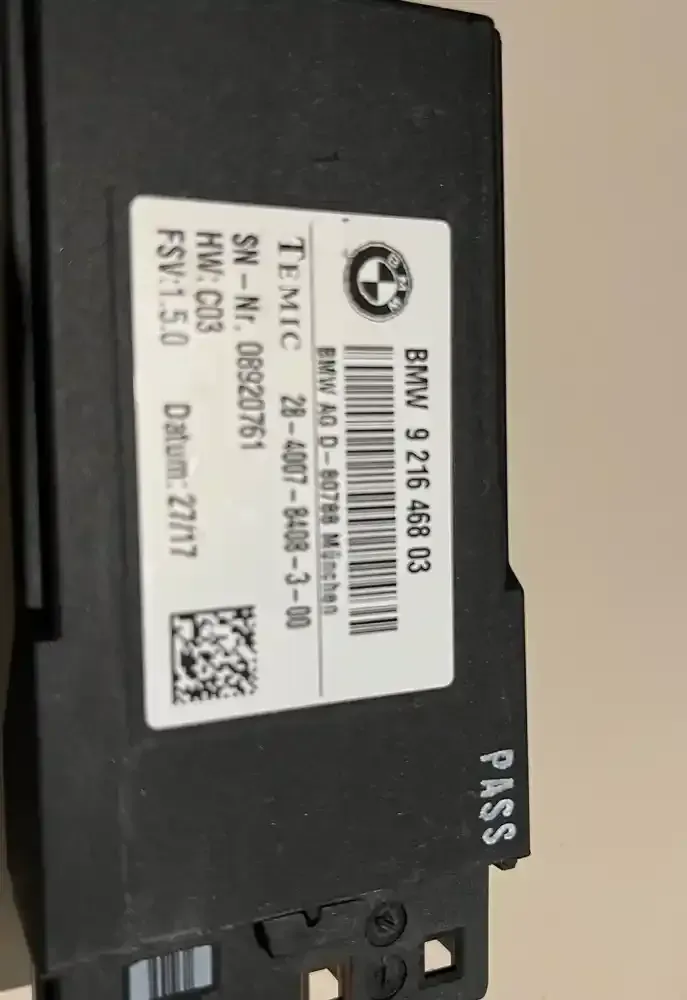 BMW 9 216 468 03
BMW AG D-80788 München
TEMIC 28-4007-8408-3-00
SN-Nr. 08920761
HW: C03
FSV:1.5.0 Datum: 27/17
PASS